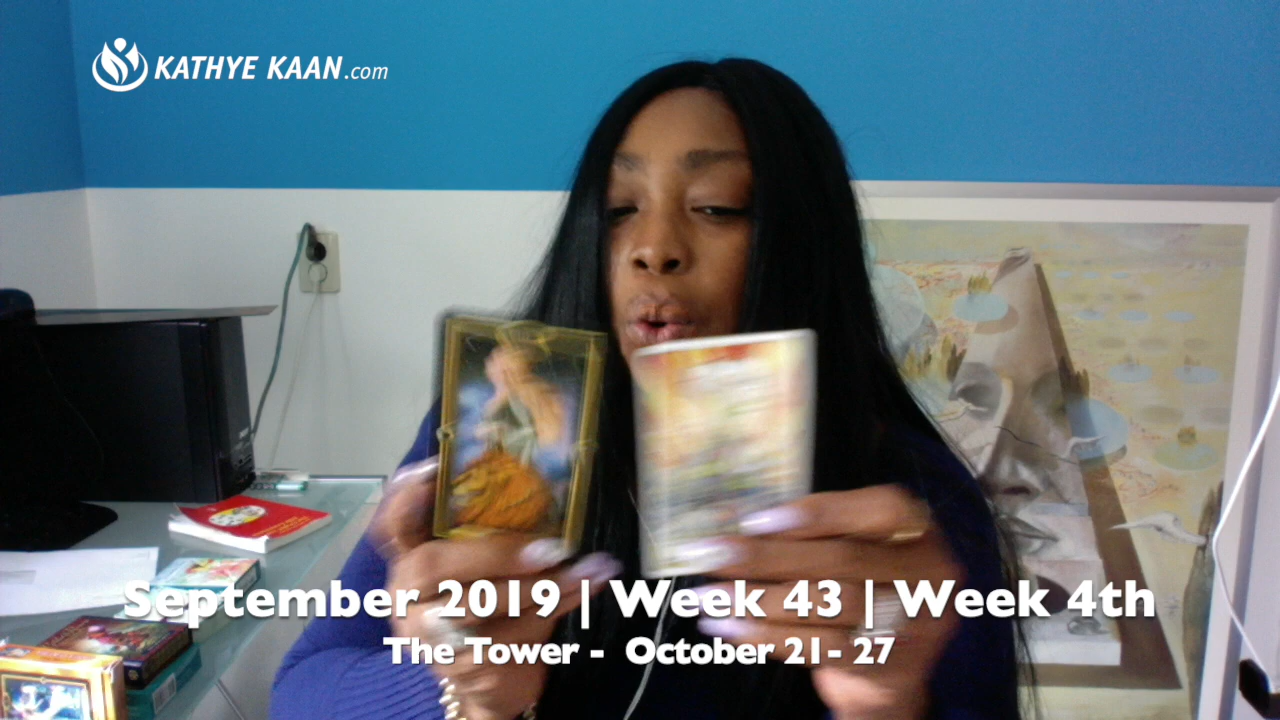 KATHYE KAAN.com
September 2019 | Week 43 | Week 4th
The Tower - October 21- 27